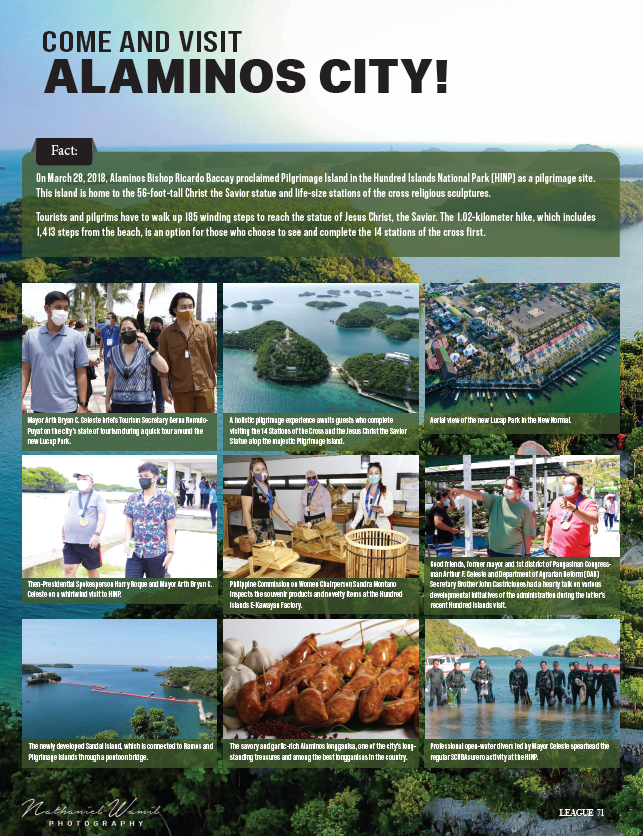 COME AND VISIT
ALAMINOS CITY!
Fact:
On March 28, 2018, Alaminos Bishop Ricardo Baccay proclaimed Pilgrimage Island in the Hundred Islands National Park (HINP) as a pilgrimage site.
This island is home to the 56-foot-tall Christ the Savior statue and life-size stations of the cross religious sculptures.
Tourists and pilgrims have to walk up 185 winding steps to reach the statue of Jesus Christ, the Savior. The 1.02-kilometer hike, which includes
1,413 steps from the beach, is an option for those who choose to see and complete the 14 stations of the cross first.
Mayor Arth Bryan C. Celeste briefs Tourism Secretary Berna Romulo-
Puyat on the city's state of tourism during a quick tour around the
new Lucap Park.
A holistic pilgrimage experience awaits guests who complete
visiting the 14 Stations of the Cross and the Jesus Christ the Savior
Statue atop the majestic Pilgrimage Island.
Aerial view of the new Lucap Park in the New Normal.
Then-Presidential Spokesperson Harry Roque and Mayor Arth Bryan C.
Celeste on a whirlwind visit to HINP.
Philippine Commission on Women Chairperson Sandra Montano
inspects the souvenir products and novelty items at the Hundred
Islands E-Kawayan Factory.
Good friends, former mayor and 1st district of Pangasinan Congress-
man Arthur F. Celeste and Department of Agrarian Reform (DAR)
Secretary Brother John Castriciones had a hearty talk on various
developmental initiatives of the administration during the latter's
recent Hundred Islands visit.
The newly developed Sandal Island, which is connected to Ramos and
Pilgrimage Islands through a pontoon bridge.
The savory and garlic-rich Alaminos longganisa, one of the city's long-
standing treasures and among the best longganisas in the country.
Professional open-water divers led by Mayor Celeste spearhead the
regular SCUBAsurero activity at the HINP.
Nathaniel Wamil
PHOTOGRAPHY
LEAGUE 71